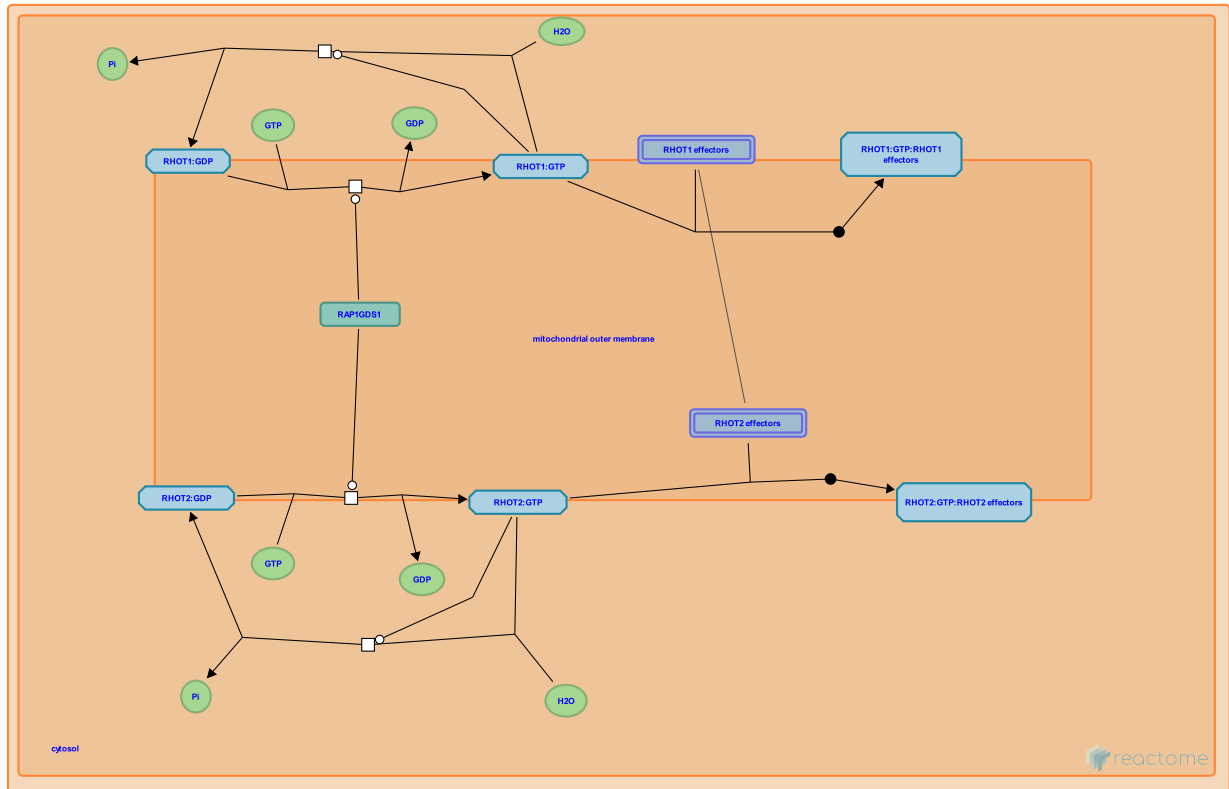 H2O
Pi
GTP
GDP
RHOT1:GDP
RHOT1:GTP
RHOT1 effectors
RHOT1:GTP:RHOT1
effectors
RAP1GDS1
mitochondrial outer membrane
RHOT2 effectors
RHOT2:GDP
RHOT2:GTP
RHOT2:GTP:RHOT2 effectors
GTP
GDP
Pi
H2O
cytosol
reactome